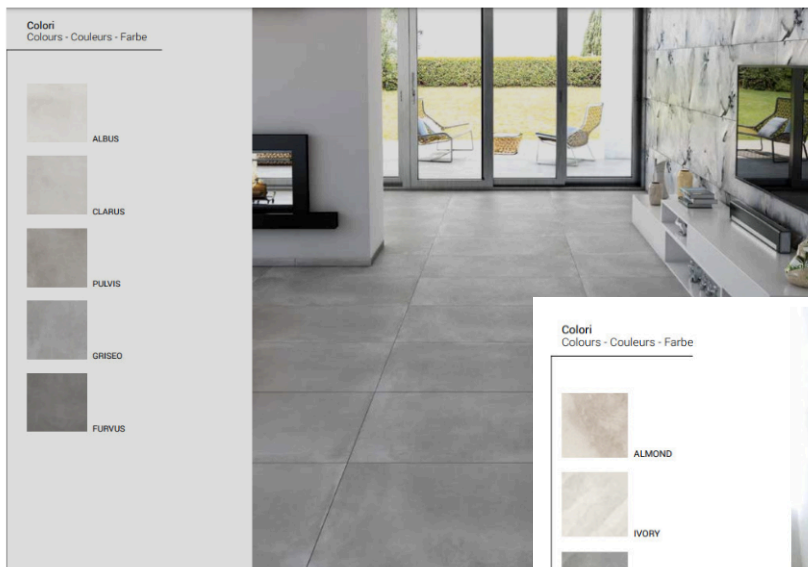 Colori
Colours - Couleurs - Farbe
ALBUS
CLARUS
PULVIS
GRISEO
FURVUS
Colori
Colours - Couleurs - Farbe
ALMOND
IVORY